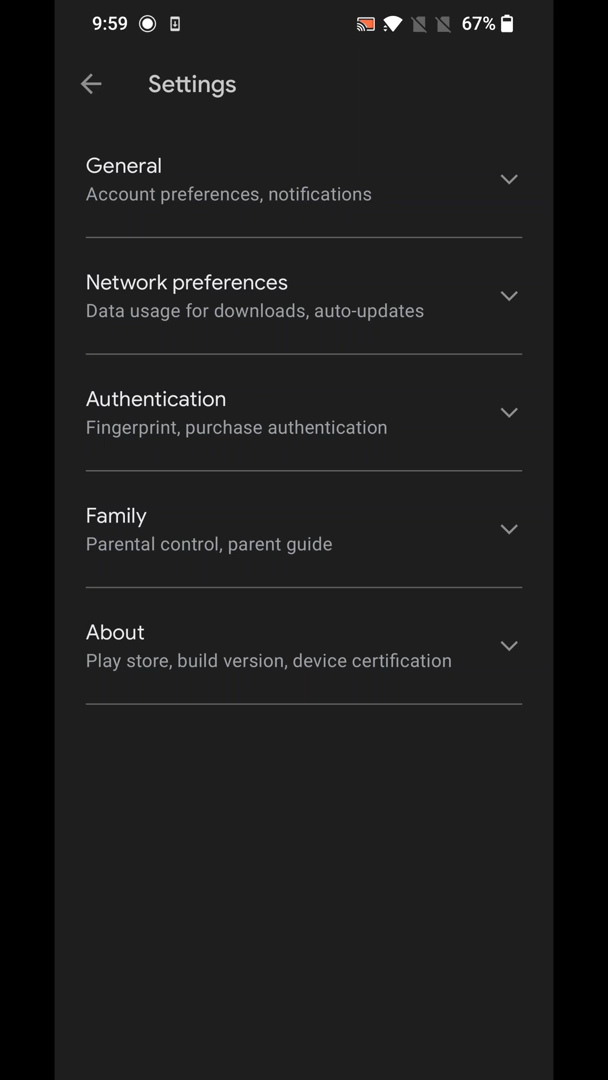 9:59 67%
Settings
General
Account preferences, notifications
Network preferences
Data usage for downloads, auto-updates
Authentication
Fingerprint, purchase authentication
Family
Parental control, parent guide
About
Play store, build version, device certification